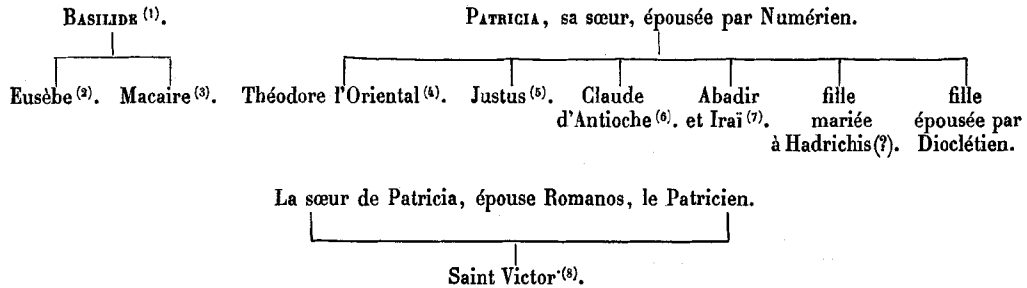 BASILIDE (1). PATRICIA, sa sœur, épousée par Numérien.
Eusèbe (2). Macaire (3). Théodore l'Oriental (4). Justus (5). Claude Abadir fille fille
d'Antioche (6). et Iraï (7). mariée épousée par
à Hadrichis (?). Dioclétien.
La sœur de Patricia, épouse Romanos, le Patricien.
Saint Victor (8).